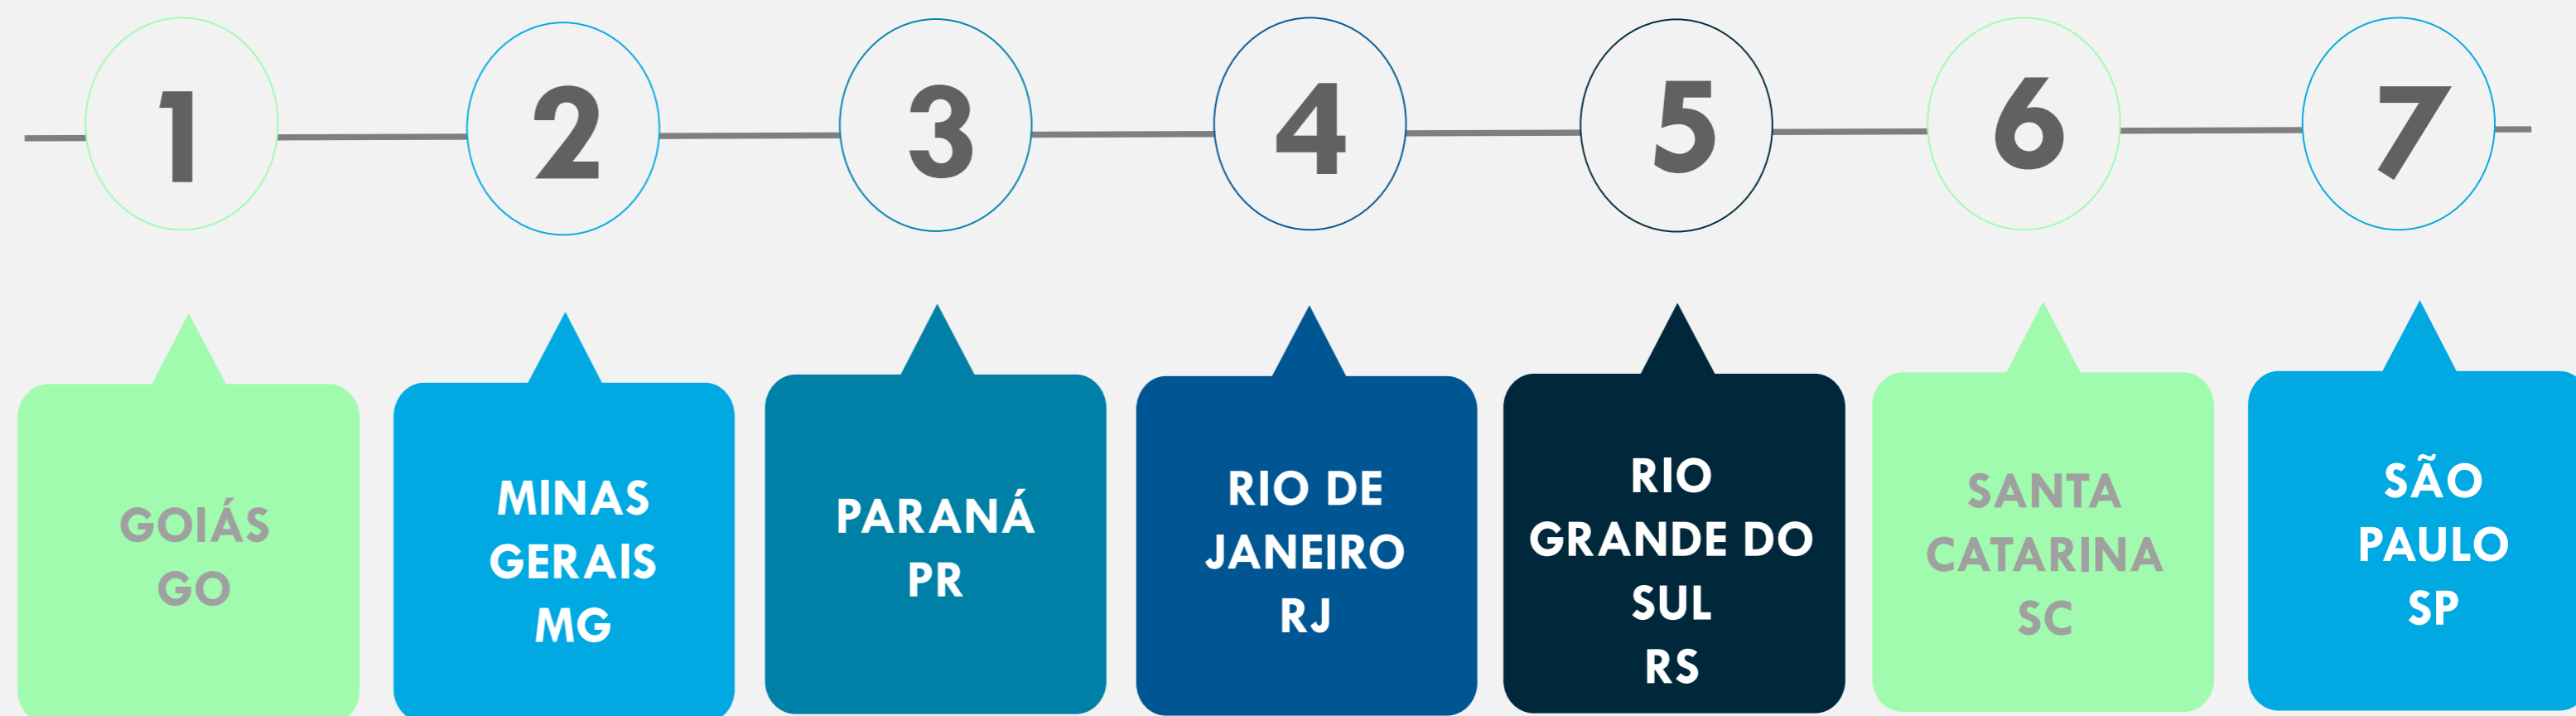 1
2
3
4
5
6
7
GOIÁS
GO
MINAS
GERAIS
MG
PARANÁ
PR
RIO DE
JANEIRO
RJ
RIO
GRANDE DO
SUL
RS
SANTA
CATARINA
SC
SÃO
PAULO
SP